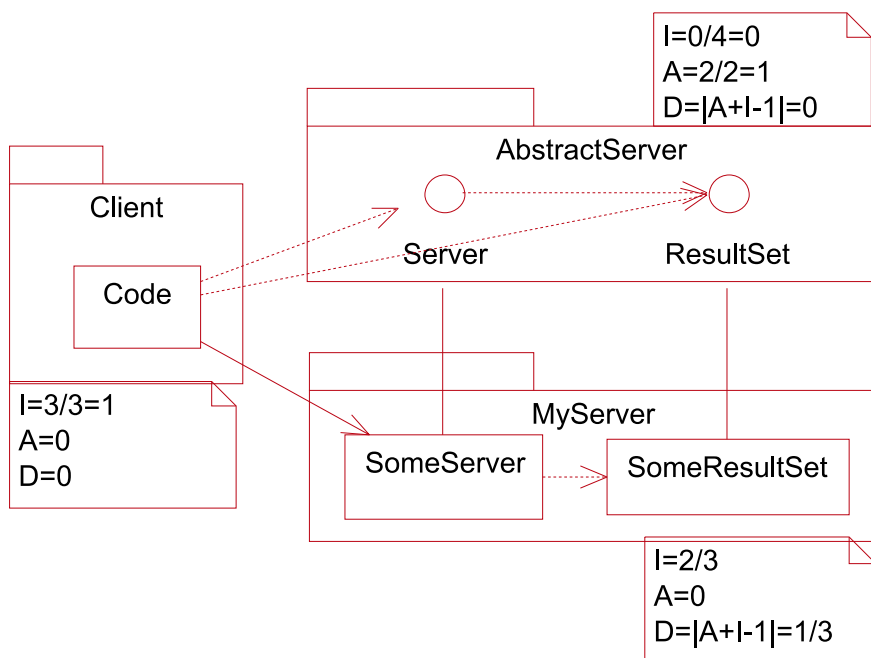 I=0/4=0
A=2/2=1
D=|A+I-1|=0
AbstractServer
Client
Server
ResultSet
Code
I=3/3=1
A=0
D=0
MyServer
SomeServer
SomeResultSet
I=2/3
A=0
D=|A+I-1|=1/3